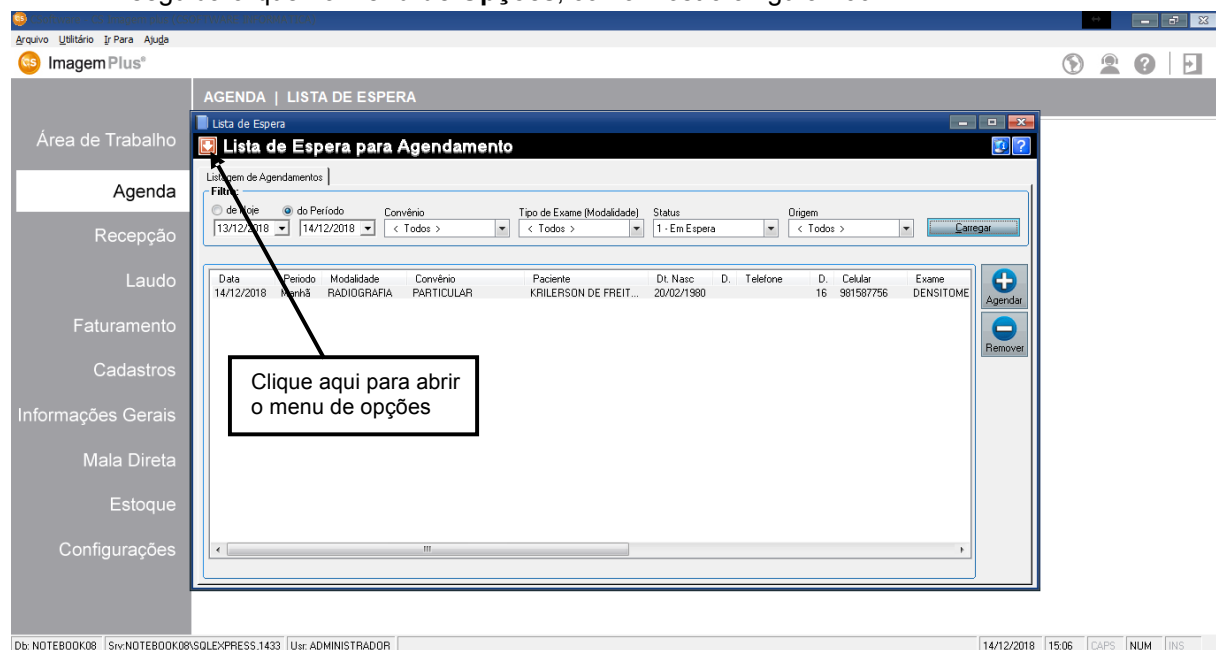 Opções,
Arquivo Utilitário Ir Para Ajuda
CS ImagemPlus®
AGENDA | LISTA DE ESPERA
Área de Trabalho
Agenda
Recepção
Laudo
Faturamento
Cadastros
Informações Gerais
Mala Direta
Estoque
Configurações
Lista de Espera
Lista de Espera para Agendamento
Listagem de Agendamentos
Filtro:
de Hoje do Período Convênio Tipo de Exame (Modalidade) Status Origem
13/12/2018 14/12/2018 < Todos > < Todos > 1 - Em Espera < Todos > Carregar
Data Periodo Modalidade Convênio Paciente Dt. Nasc D. Telefone D. Celular Exame
14/12/2018 Manhã RADIOGRAFIA PARTICULAR KRILERSON DE FREIT... 20/02/1980 16 981587756 DENSITOME
Agendar
Remover
Clique aqui para abrir
o menu de opções
Db: NOTEBOOK08 Srv:NOTEBOOK08\SQLEXPRESS,1433 Usr: ADMINISTRADOR 14/12/2018 15:06 CAPS NUM INS